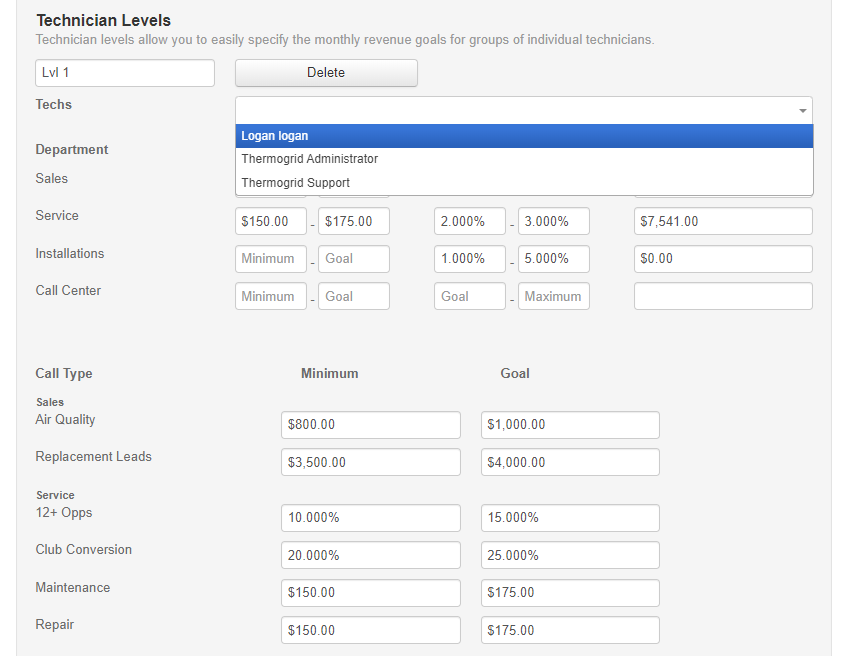 Technician Levels
Technician levels allow you to easily specify the monthly revenue goals for groups of individual technicians.
Lvl 1 Delete
Techs
Logan logan
Department
Thermogrid Administrator
Sales
Thermogrid Support
Service $150.00 - $175.00 2.000% - 3.000% $7,541.00
Installations Minimum - Goal 1.000% - 5.000% $0.00
Call Center Minimum - Goal Goal - Maximum
Call Type Minimum Goal
Sales
Air Quality $800.00 $1,000.00
Replacement Leads $3,500.00 $4,000.00
Service
12+ Opps 10.000% 15.000%
Club Conversion 20.000% 25.000%
Maintenance $150.00 $175.00
Repair $150.00 $175.00